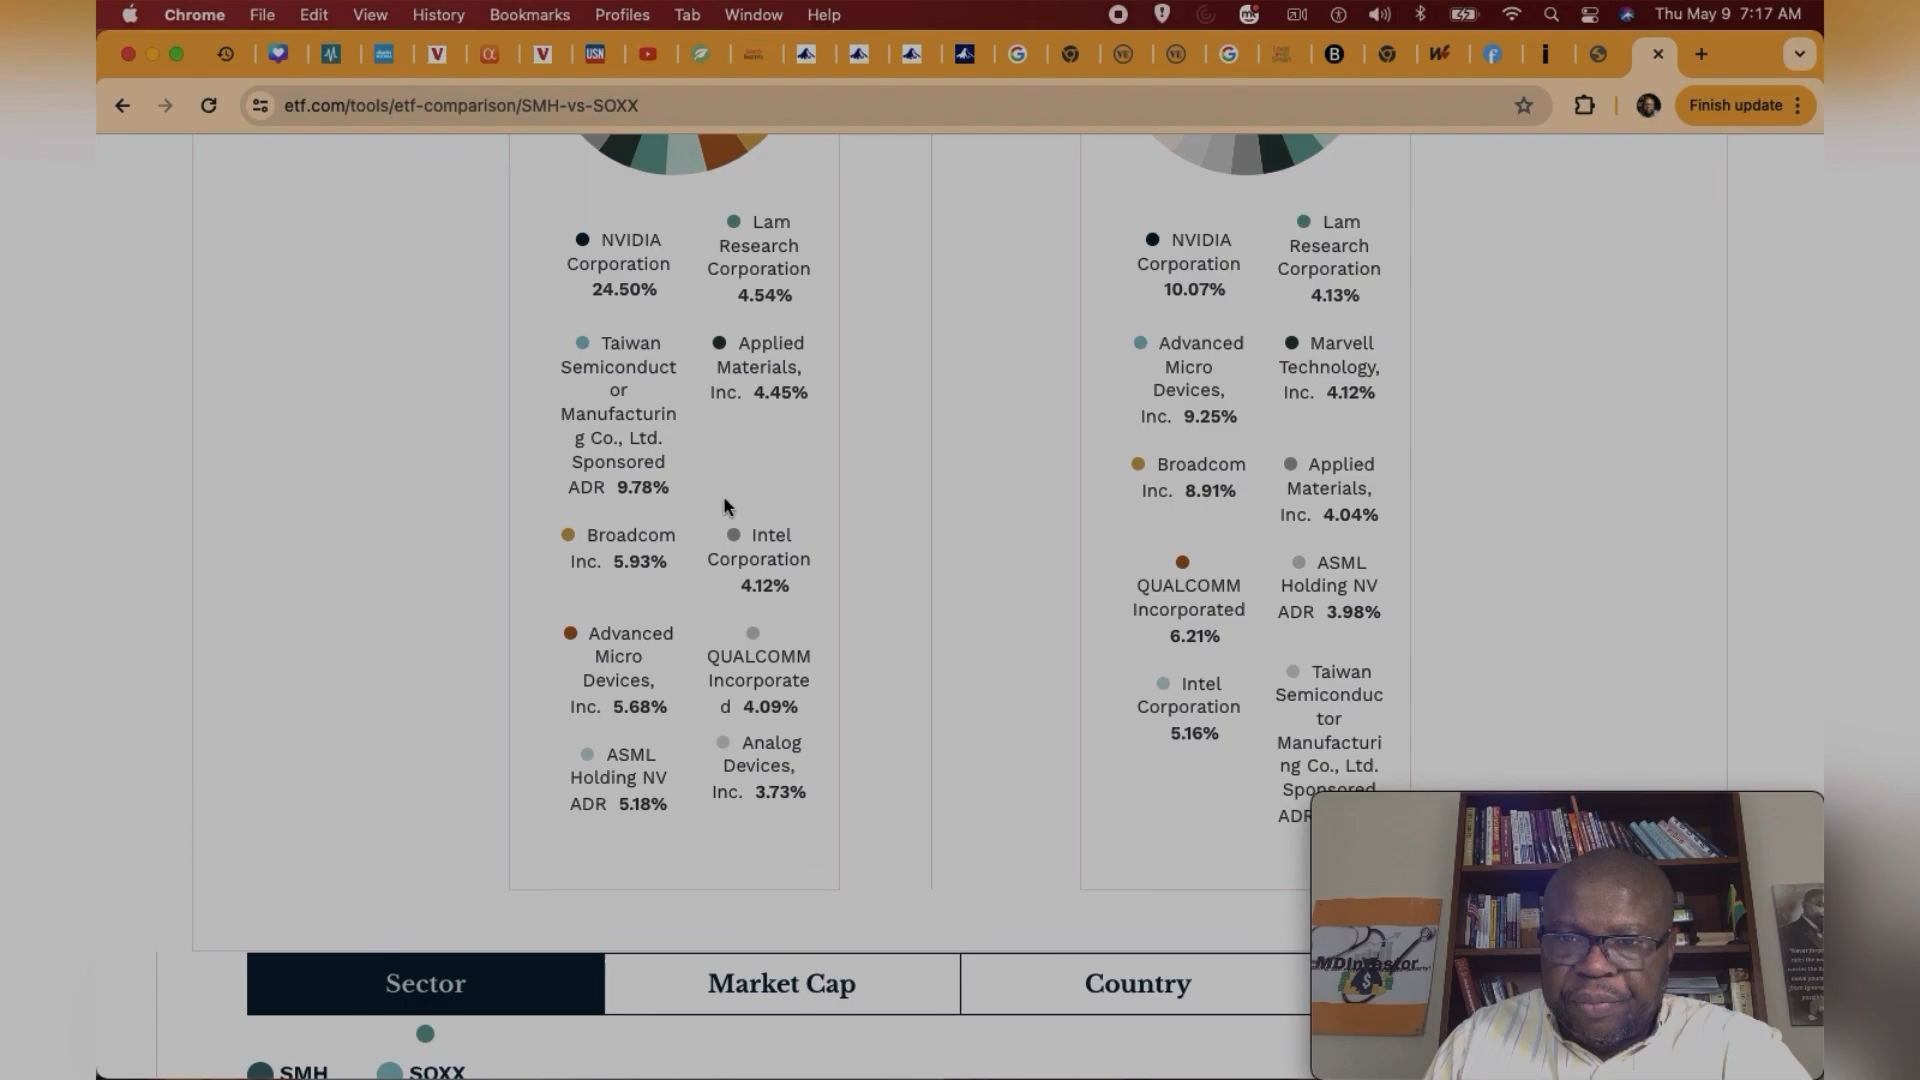 Chrome File Edit View History Bookmarks Profiles Tab Window Help Thu May 9 7:17 AM
etf.com/tools/etf-comparison/SMH-vs-SOXX
Finish update
NVIDIA
Corporation
24.50%
Lam
Research
Corporation
4.54%
Taiwan
Semiconduct
or
Manufacturin
g Co., Ltd.
Sponsored
ADR 9.78%
Applied
Materials,
Inc. 4.45%
Broadcom
Inc. 5.93%
Intel
Corporation
4.12%
Advanced
Micro
Devices,
Inc. 5.68%
QUALCOMM
Incorporate
d 4.09%
ASML
Holding NV
ADR 5.18%
Analog
Devices,
Inc. 3.73%
NVIDIA
Corporation
10.07%
Lam
Research
Corporation
4.13%
Advanced
Micro
Devices,
Inc. 9.25%
Marvell
Technology,
Inc. 4.12%
Broadcom
Inc. 8.91%
Applied
Materials,
Inc. 4.04%
QUALCOMM
Incorporated
6.21%
ASML
Holding NV
ADR 3.98%
Intel
Corporation
5.16%
Taiwan
Semiconduc
tor
Manufacturi
ng Co., Ltd.
Sponsored
ADR
Sector
Market Cap
Country
SMH
SOXX
MDInvestor